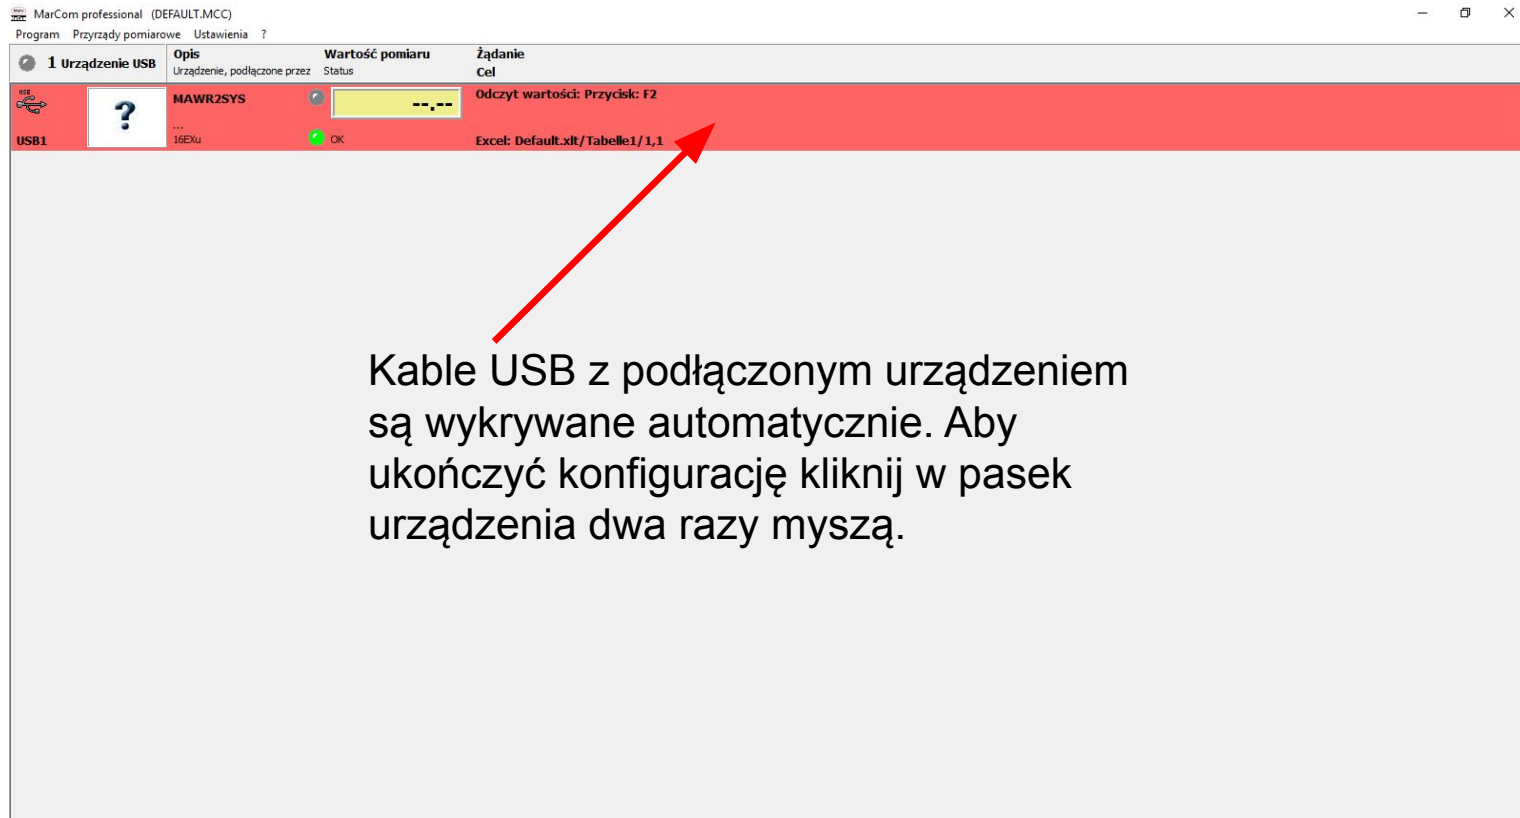 MarCom professional (DEFAULT.MCC)
Program Przyrządy pomiarowe Ustawienia ?
1 Urządzenie USB
Opis
Urządzenie, podłączone przez
Wartość pomiaru
Status
Żądanie
Cel
USB
USB1
?
MAWR2SYS
...
16EXu
--.--
OK
Odczyt wartości: Przycisk: F2
Excel: Default.xlt/Tabelle1/1,1
Kable USB z podłączonym urządzeniem
są wykrywane automatycznie. Aby
ukończyć konfigurację kliknij w pasek
urządzenia dwa razy myszą.